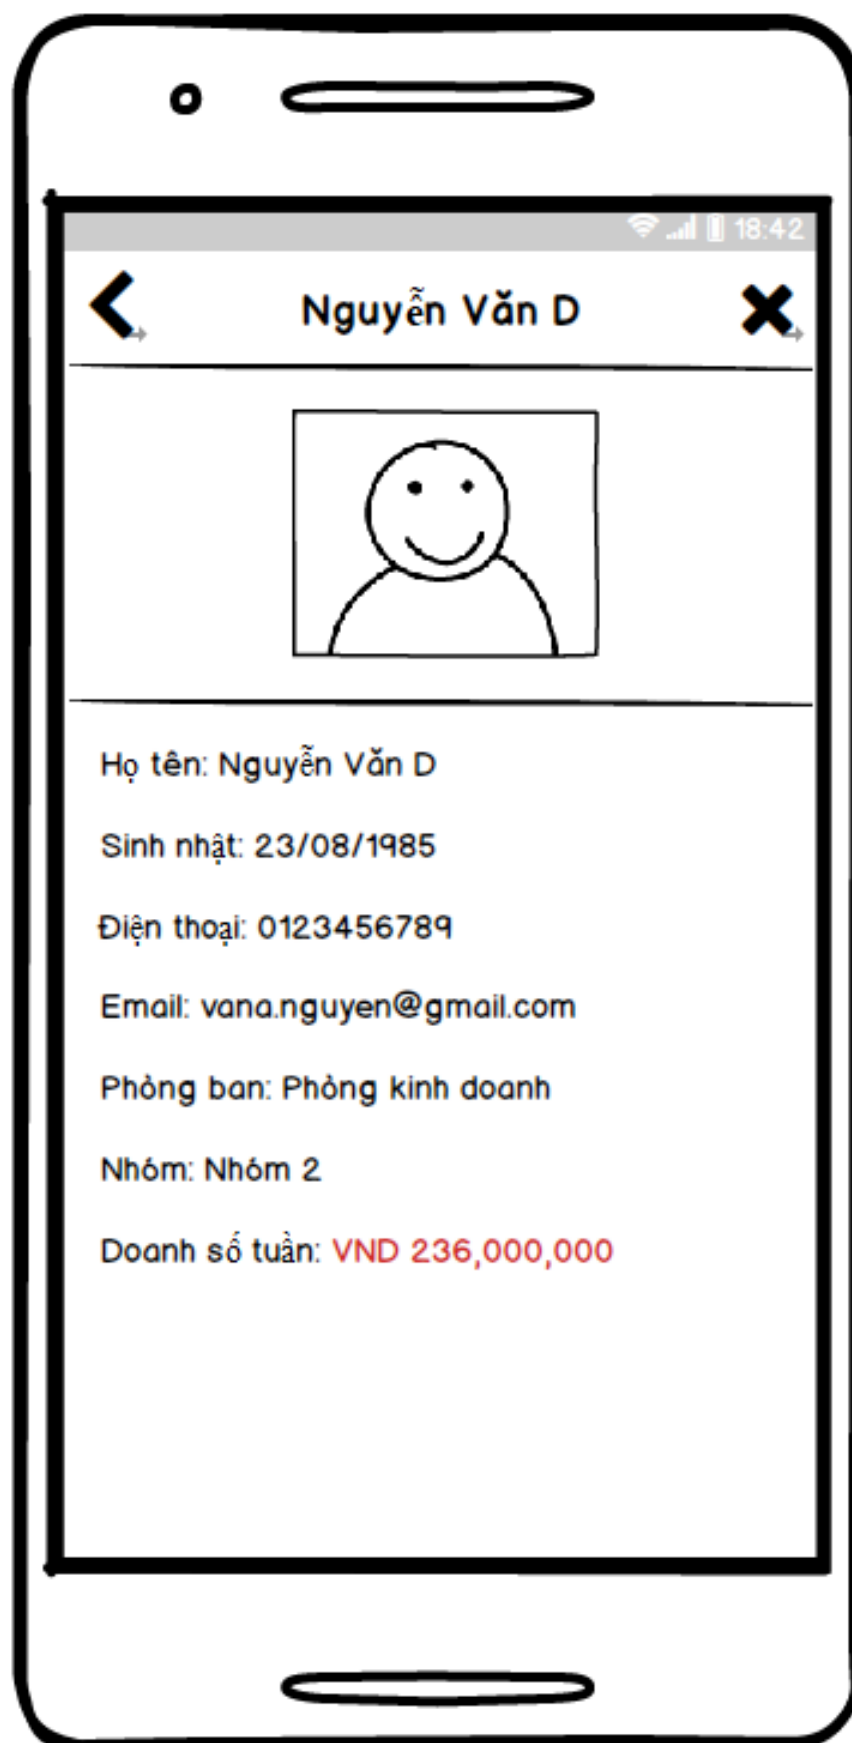 18:42
Nguyễn Văn D
Họ tên: Nguyễn Văn D
Sinh nhật: 23/08/1985
Điện thoại: 0123456789
Email: vana.nguyen@gmail.com
Phòng ban: Phòng kinh doanh
Nhóm: Nhóm 2
Doanh số tuần: VND 236,000,000